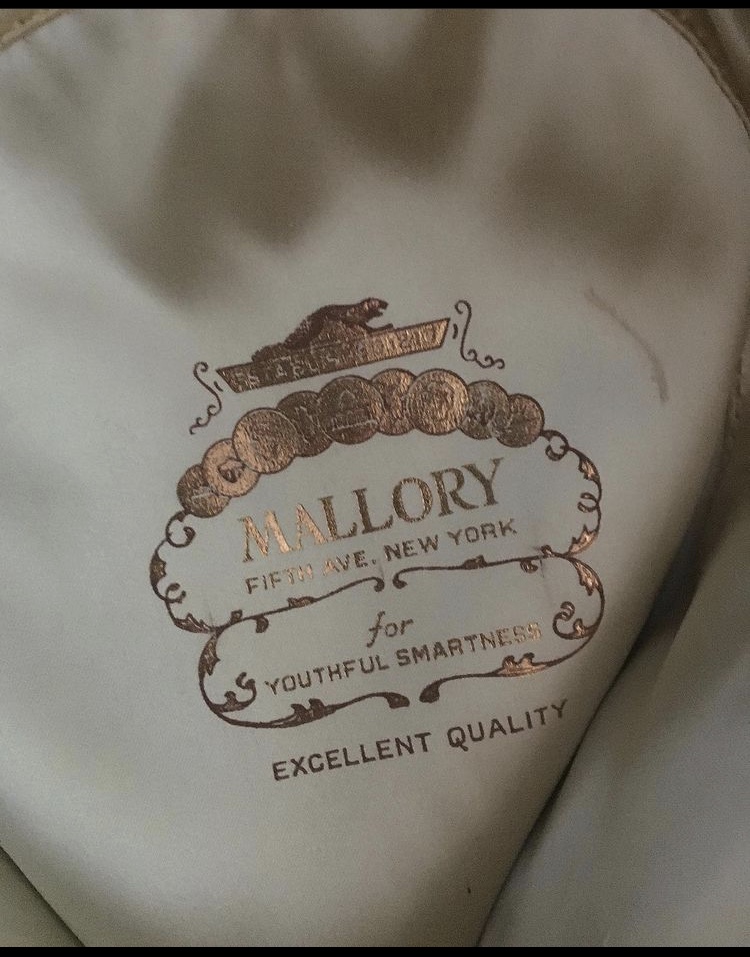 MALLORY
FIFTH AVE. NEW YORK
for
YOUTHFUL SMARTNESS
EXCELLENT QUALITY